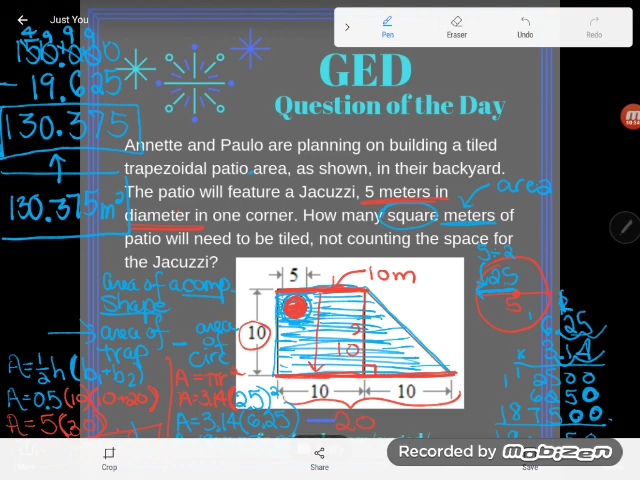 Just You
Pen
Eraser
Undo
Redo
150.000
- 19.625
130.375
130.375m²
GED
Question of the Day
Annette and Paulo are planning on building a tiled
trapezoidal patio area, as shown, in their backyard.
The patio will feature a Jacuzzi, 5 meters in
diameter in one corner. How many square meters of
patio will need to be tiled, not counting the space for
the Jacuzzi?
area
5÷2
2.5
5
area of a comp
shape
area of
trap
-
area
of
circ
A=½h(b₁+b₂)
A=0.5(10)(10+20)
A=5(30)
A=πr²
A=3.14(2.5)²
A=3.14(6.25)
5
10m
10
10
10
10
20
6.25
x 3.14
2500
6250
187500
Crop
Share
Save
Recorded by mobizen